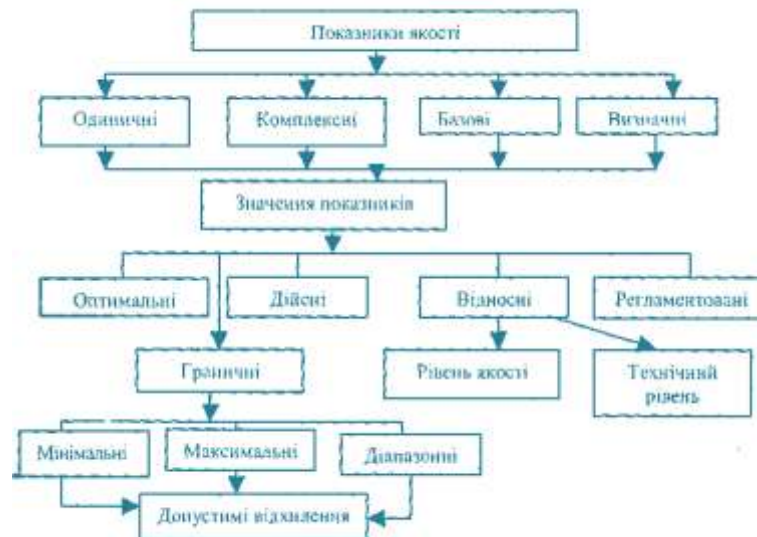 Показники якості
Одиничні
Комплексні
Базові
Визначні
Значення показників
Оптимальні
Дійсні
Відносні
Регламентовані
Граничні
Рівень якості
Технічний
рівень
Мінімальні
Максимальні
Діапазонні
Допустимі відхилення